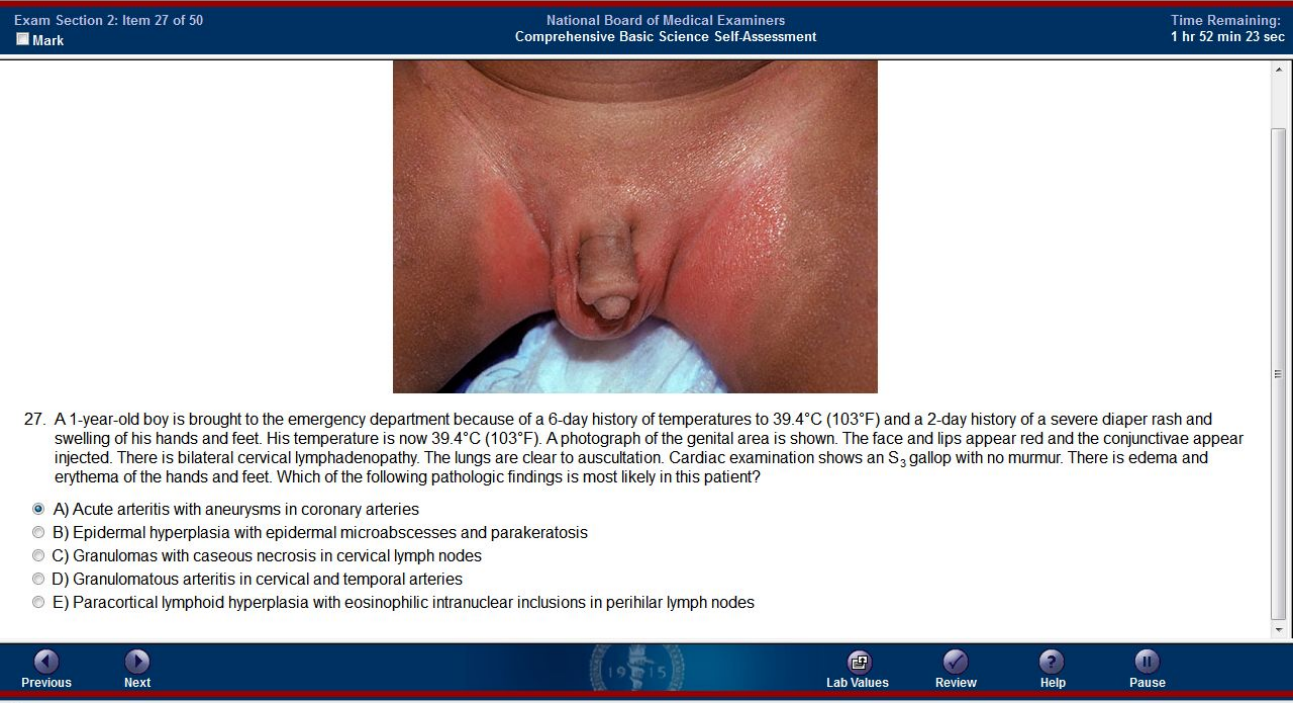 Exam Section 2: Item 27 of 50
National Board of Medical Examiners
Time Remaining:
Mark
Comprehensive Basic Science Self-Assessment
1 hr 52 min 23 sec
27. A 1-year-old boy is brought to the emergency department because of a 6-day history of temperatures to 39.4°C (103°F) and a 2-day history of a severe diaper rash and
swelling of his hands and feet. His temperature is now 39.4°C (103°F). A photograph of the genital area is shown. The face and lips appear red and the conjunctivae appear
injected. There is bilateral cervical lymphadenopathy. The lungs are clear to auscultation. Cardiac examination shows an S3 gallop with no murmur. There is edema and
erythema of the hands and feet. Which of the following pathologic findings is most likely in this patient?
A) Acute arteritis with aneurysms in coronary arteries
B) Epidermal hyperplasia with epidermal microabscesses and parakeratosis
C) Granulomas with caseous necrosis in cervical lymph nodes
D) Granulomatous arteritis in cervical and temporal arteries
E) Paracortical lymphoid hyperplasia with eosinophilic intranuclear inclusions in perihilar lymph nodes
1915
Previous
Next
Lab Values
Review
Help
Pause